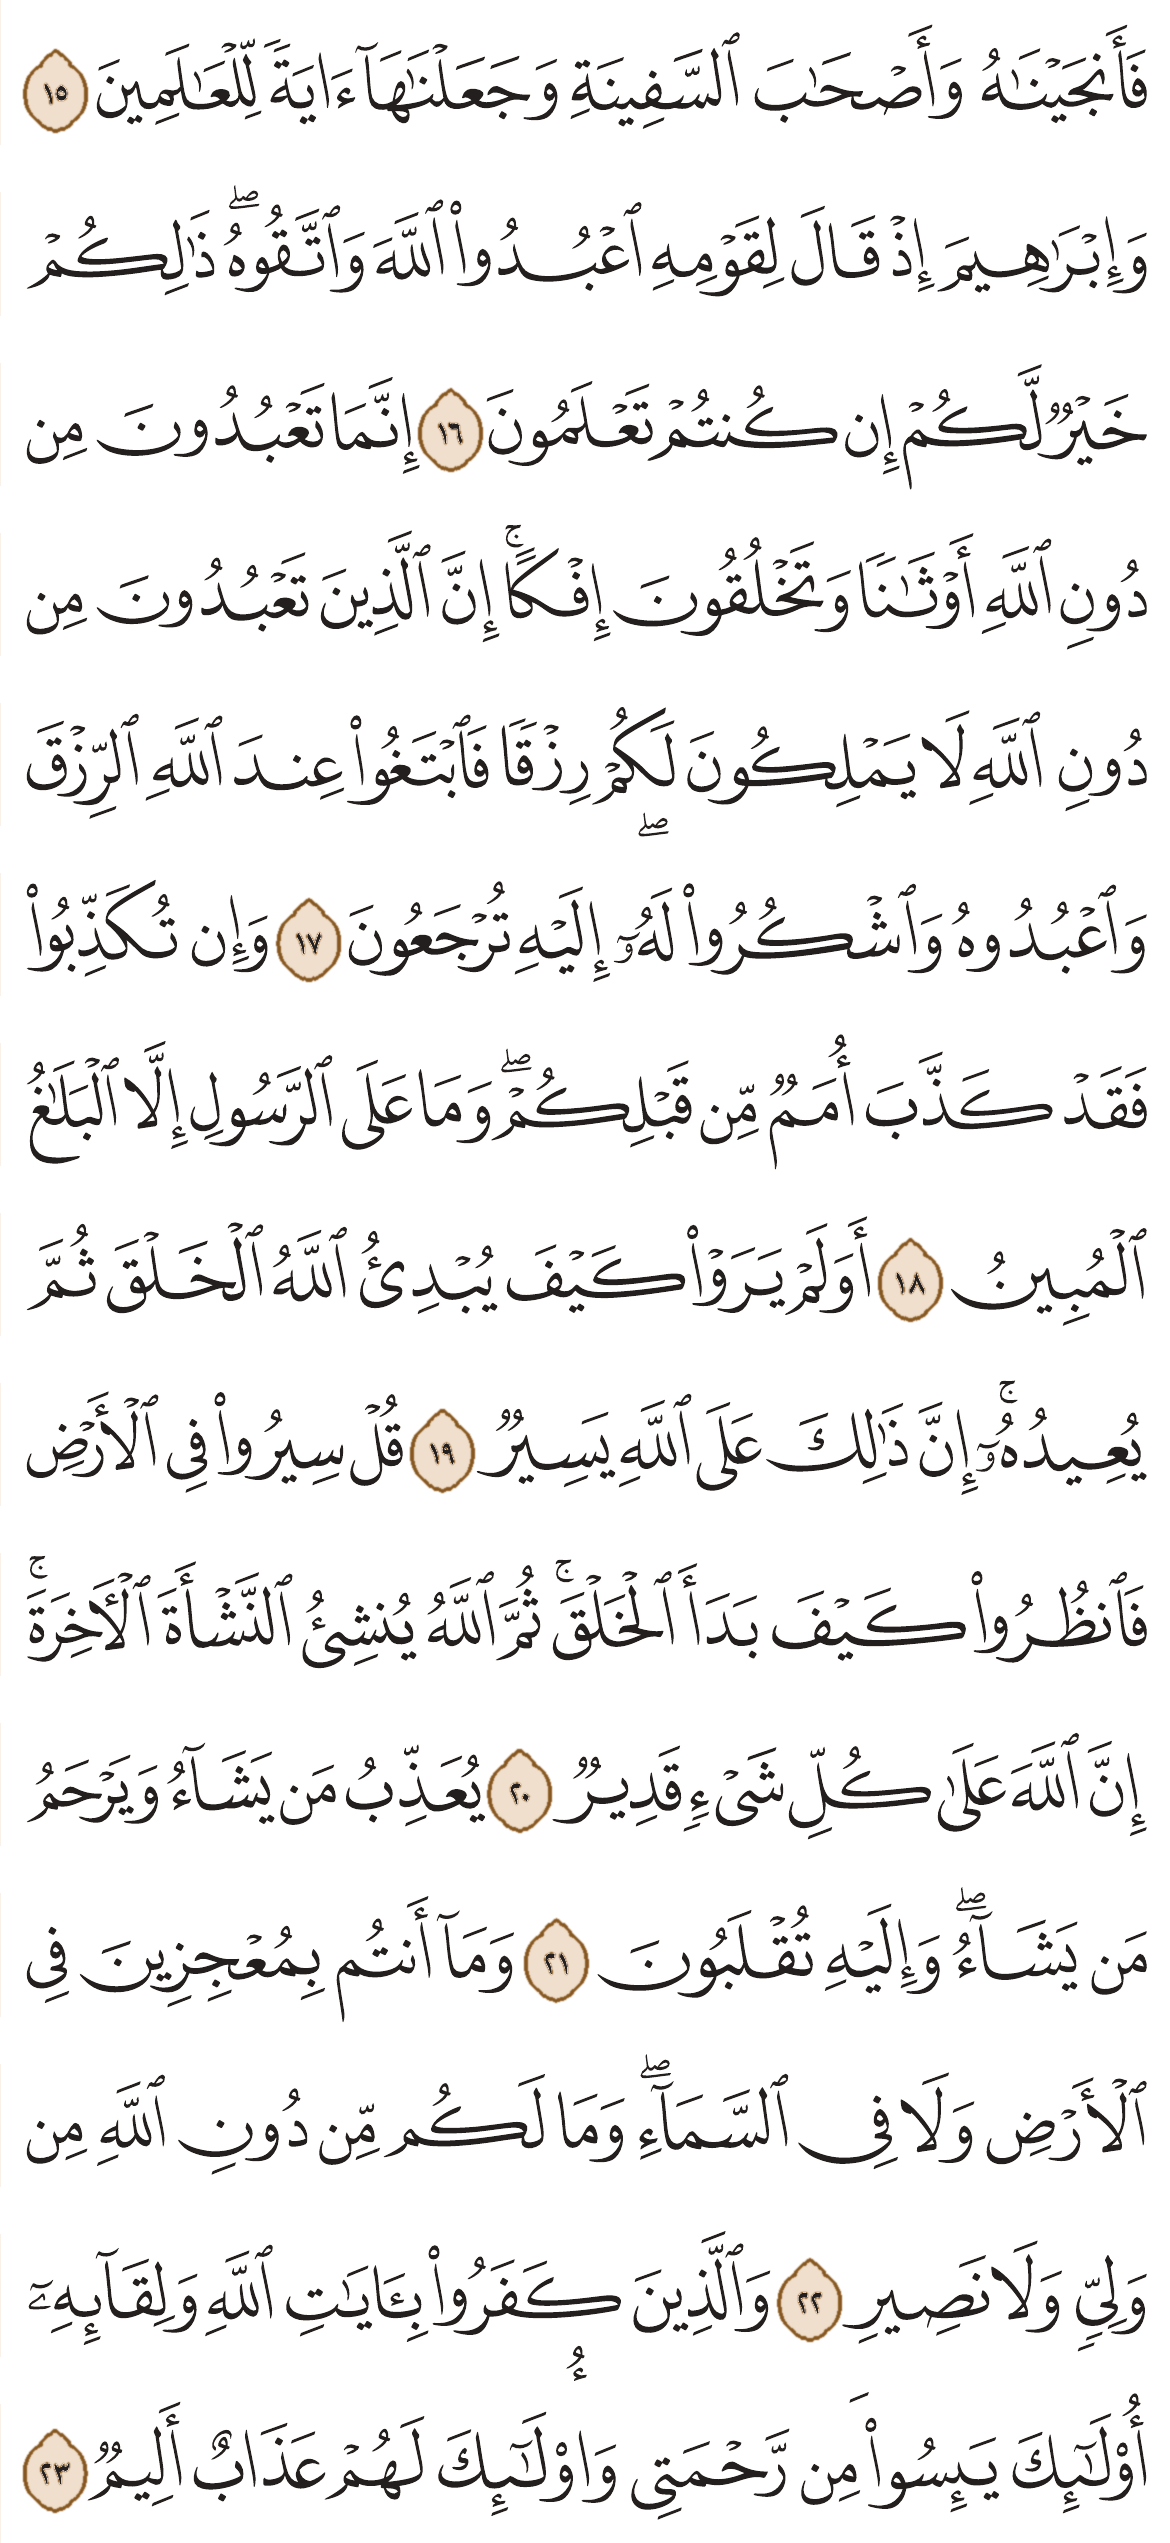 فَأَنجَيْنَٰهُ وَأَصْحَٰبَ ٱلسَّفِينَةِ وَجَعَلْنَٰهَآ ءَايَةً لِّلْعَٰلَمِينَ ١٥
وَإِبْرَٰهِيمَ إِذْ قَالَ لِقَوْمِهِ ٱعْبُدُوا۟ ٱللَّهَ وَٱتَّقُوهُ ۖ ذَٰلِكُمْ
خَيْرٌ لَّكُمْ إِن كُنتُمْ تَعْلَمُونَ ١٦ إِنَّمَا تَعْبُدُونَ مِن
دُونِ ٱللَّهِ أَوْثَٰنًا وَتَخْلُقُونَ إِفْكًا ۚ إِنَّ ٱلَّذِينَ تَعْبُدُونَ مِن
دُونِ ٱللَّهِ لَا يَمْلِكُونَ لَكُمْ رِزْقًا فَٱبْتَغُوا۟ عِندَ ٱللَّهِ ٱلرِّزْقَ
وَٱعْبُدُوهُ وَٱشْكُرُوا۟ لَهُۥٓ ۖ إِلَيْهِ تُرْجَعُونَ ١٧ وَإِن تُكَذِّبُوا۟
فَقَدْ كَذَّبَ أُمَمٌ مِّن قَبْلِكُمْ ۖ وَمَا عَلَى ٱلرَّسُولِ إِلَّا ٱلْبَلَٰغُ
ٱلْمُبِينُ ١٨ أَوَلَمْ يَرَوْا۟ كَيْفَ يُبْدِئُ ٱللَّهُ ٱلْخَلْقَ ثُمَّ
يُعِيدُهُۥٓ ۚ إِنَّ ذَٰلِكَ عَلَى ٱللَّهِ يَسِيرٌ ١٩ قُلْ سِيرُوا۟ فِى ٱلْأَرْضِ
فَٱنظُرُوا۟ كَيْفَ بَدَأَ ٱلْخَلْقَ ۚ ثُمَّ ٱللَّهُ يُنشِئُ ٱلنَّشْأَةَ ٱلْـَٔاخِرَةَ ۚ
إِنَّ ٱللَّهَ عَلَىٰ كُلِّ شَىْءٍ قَدِيرٌ ٢٠ يُعَذِّبُ مَن يَشَآءُ وَيَرْحَمُ
مَن يَشَآءُ ۖ وَإِلَيْهِ تُقْلَبُونَ ٢١ وَمَآ أَنتُم بِمُعْجِزِينَ فِى
ٱلْأَرْضِ وَلَا فِى ٱلسَّمَآءِ ۖ وَمَا لَكُم مِّن دُونِ ٱللَّهِ مِن
وَلِىٍّ وَلَا نَصِيرٍ ٢٢ وَٱلَّذِينَ كَفَرُوا۟ بِـَٔايَٰتِ ٱللَّهِ وَلِقَآئِهِۦٓ
أُو۟لَٰٓئِكَ يَئِسُوا۟ مِن رَّحْمَتِى وَأُو۟لَٰٓئِكَ لَهُمْ عَذَابٌ أَلِيمٌ ٢٣